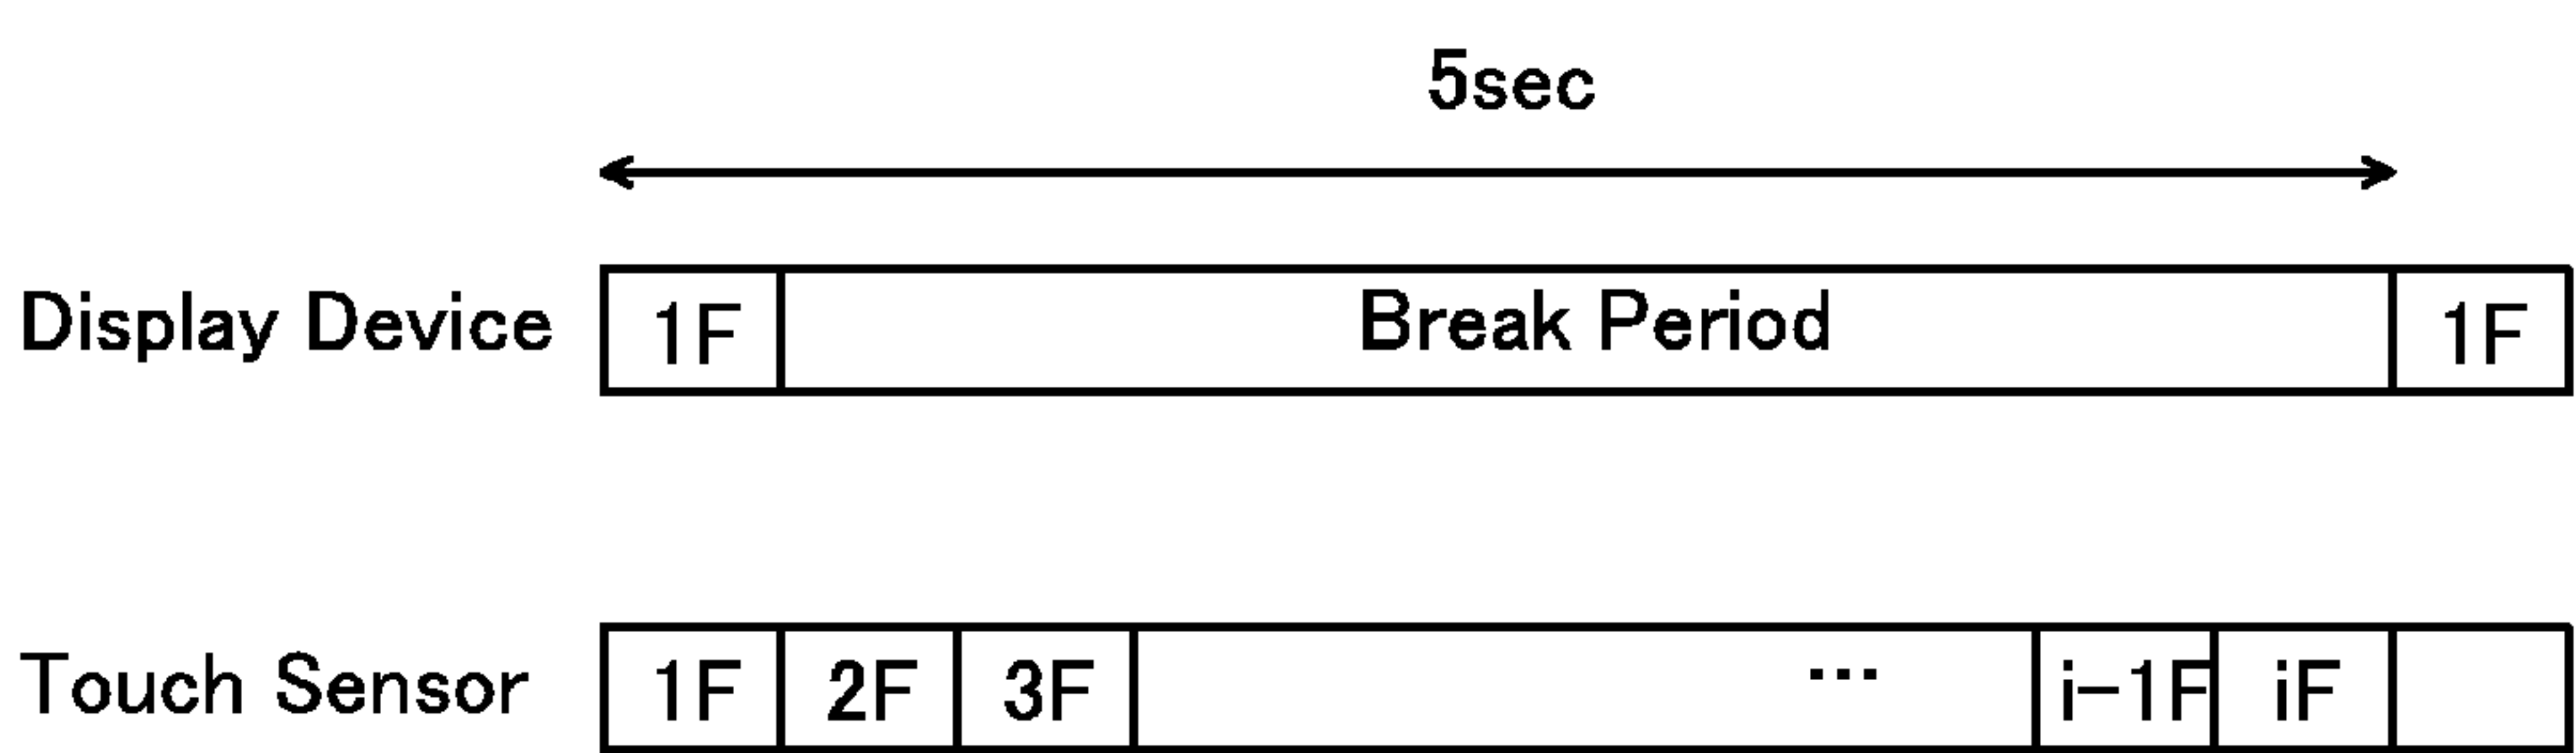 5sec
Display Device 1F Break Period 1F
Touch Sensor 1F 2F 3F ... i-1F iF